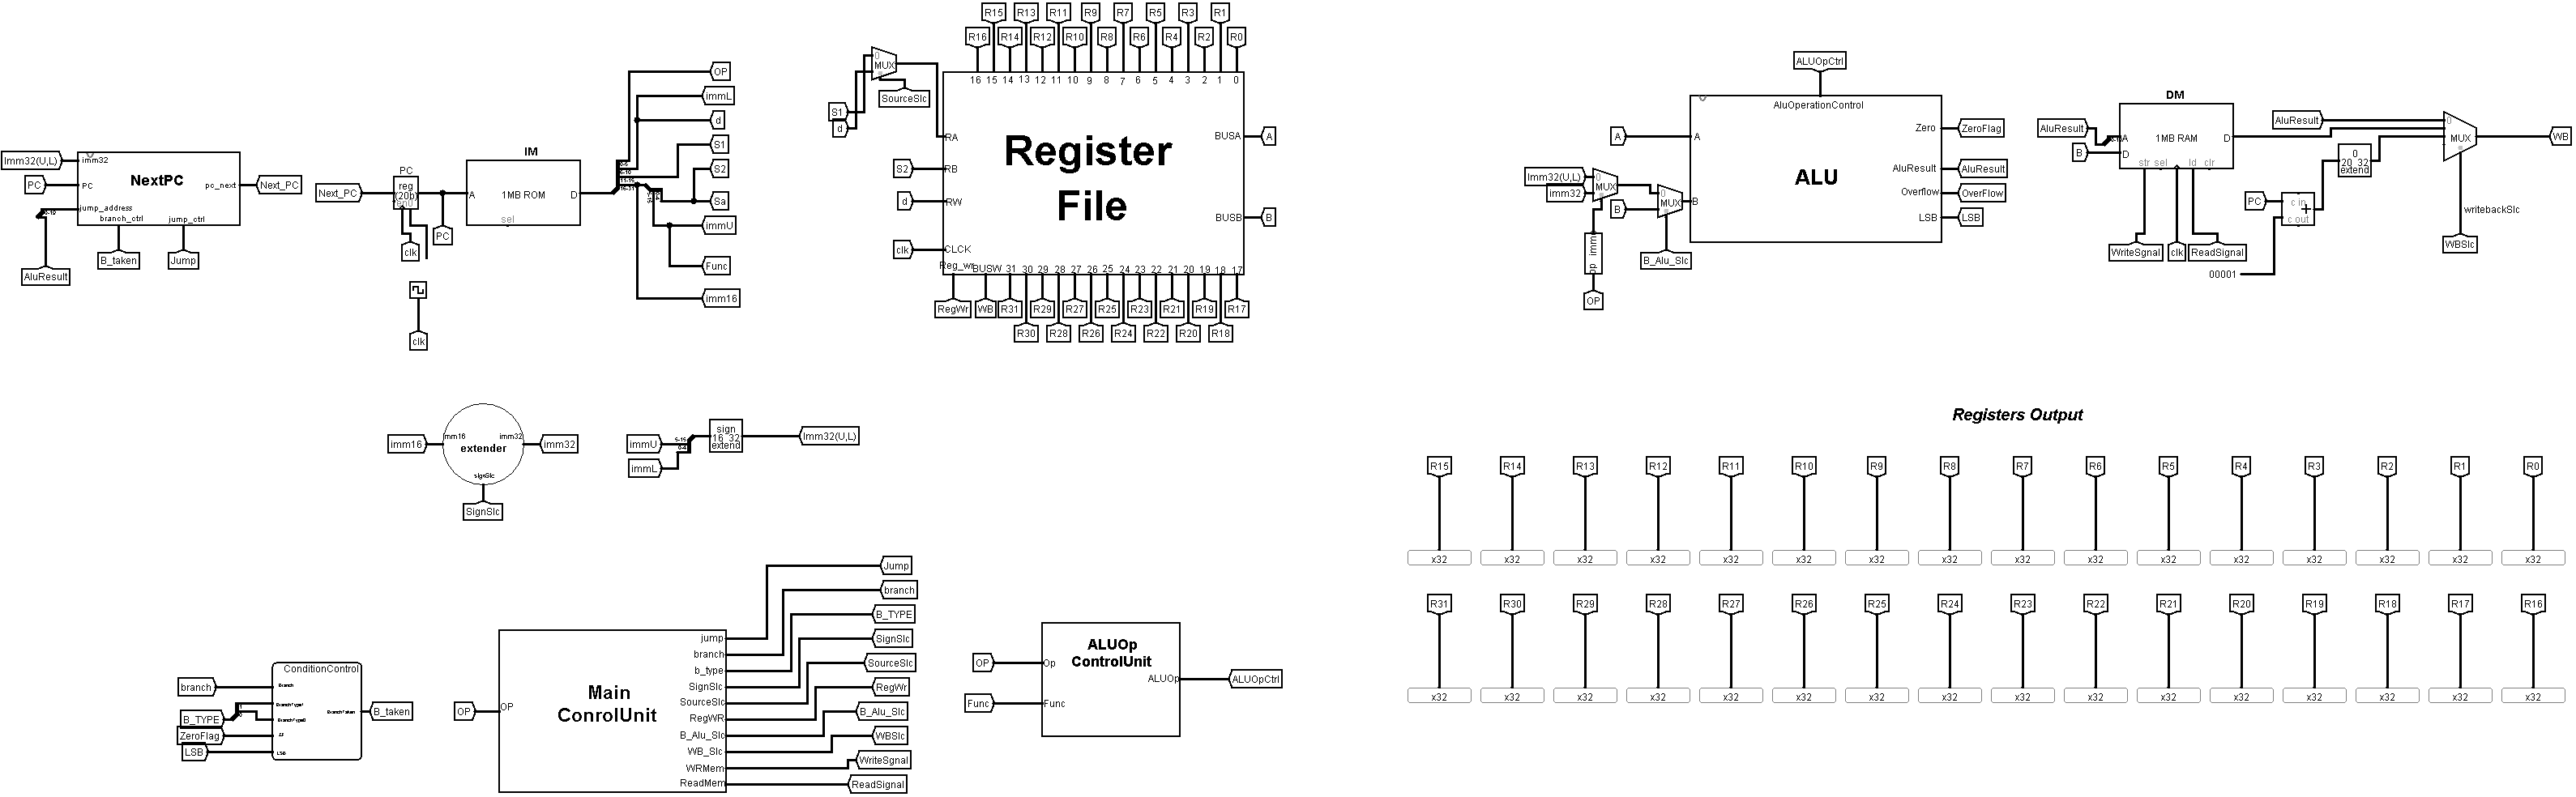 R15 R13 R11 R9 R7 R5 R3 R1
R16 R14 R12 R10 R8 R6 R4 R2 R0
16 15 14 13 12 11 10 9 8 7 6 5 4 3 2 1 0
Register
File
RA
RB
RW
CLCK
Reg_wr
BUSW 31 30 29 28 27 26 25 24 23 22 21 20 19 18 17
BUSA
BUSB
A
B
RegWr WB R31 R29 R27 R25 R23 R21 R19 R17
R30 R28 R26 R24 R22 R20 R18
0
MUX
SourceSlc
S1
d
S2
d
clk
Imm32(U,L)
PC
imm32
PC
NextPC
pc_next
Next_PC
jump_address
branch_ctrl
jump_ctrl
AluResult
B_taken
Jump
Next_PC
PC
reg
(20b)
clk
PC
clk
IM
A
1MB ROM
D
sel
OP
immL
d
S1
S2
Sa
immU
Func
imm16
ALUOpCtrl
AluOperationControl
A
A
ALU
B
Zero
ZeroFlag
AluResult
AluResult
Overflow
OverFlow
LSB
LSB
Imm32(U,L)
imm32
MUX
B
0
MUX
op imm
OP
B_Alu_Slc
DM
AluResult
B
A
D
1MB RAM
D
str sel ld clr
WriteSgnal
clk
ReadSignal
AluResult
0
20 32
extend
PC
c in
+
c out
00001
0
MUX
WB
writebackSlc
WBSlc
imm16
imm16
imm32
extender
SignSlc
imm32
SignSlc
immU
immL
sign
16 32
extend
Imm32(U,L)
Registers Output
R15 R14 R13 R12 R11 R10 R9 R8 R7 R6 R5 R4 R3 R2 R1 R0
x32 x32 x32 x32 x32 x32 x32 x32 x32 x32 x32 x32 x32 x32 x32 x32
R31 R30 R29 R28 R27 R26 R25 R24 R23 R22 R21 R20 R19 R18 R17 R16
x32 x32 x32 x32 x32 x32 x32 x32 x32 x32 x32 x32 x32 x32 x32 x32
branch
B_TYPE
ZeroFlag
LSB
ConditionControl
Branch
BranchTaken
LSB
B_taken
OP
OP
Main
ConrolUnit
jump
branch
b_type
SignSlc
SourceSlc
RegWR
B_Alu_Slc
WB_Slc
WRMem
ReadMem
Jump
branch
B_TYPE
SignSlc
SourceSlc
RegWr
B_Alu_Slc
WBSlc
WriteSgnal
ReadSignal
OP
Func
Op
Func
ALUOp
ControlUnit
ALUOp
ALUOpCtrl